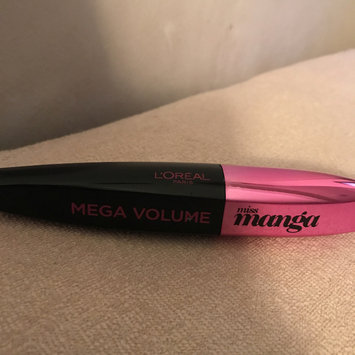 L'ORÉAL
PARIS
MEGA VOLUME
miss
manga